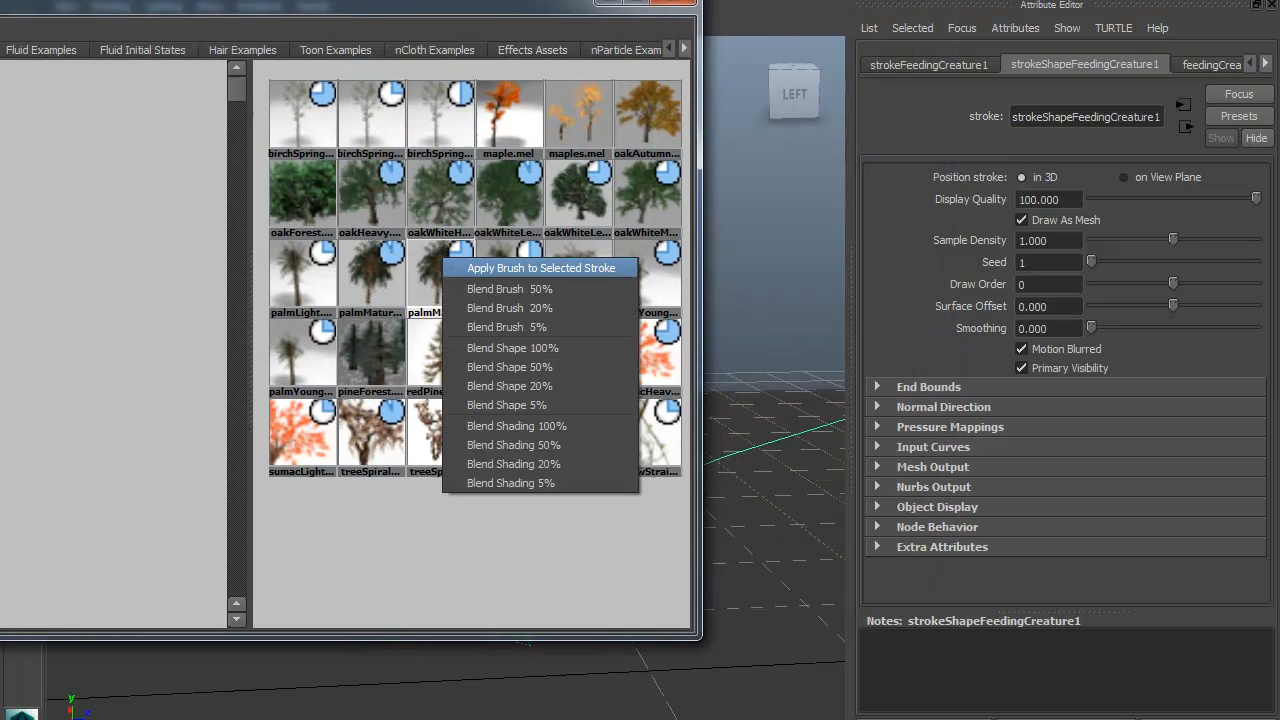 Attribute Editor
List Selected Focus Attributes Show TURTLE Help
Fluid Examples Fluid Initial States Hair Examples Toon Examples nCloth Examples Effects Assets nParticle Exam
strokeFeedingCreature1 strokeShapeFeedingCreature1 feedingCrea
LEFT
Focus
stroke: strokeShapeFeedingCreature1 Presets
Show Hide
birchSpring... birchSpring... birchSpring... maple.mel maples.mel oakAutumn...
Position stroke: in 3D on View Plane
Display Quality 100.000
Draw As Mesh
oakForest.... oakHeavy.... oakWhiteH... oakWhiteLe... oakWhiteLe... oakWhiteM...
Sample Density 1.000
Seed 1
Draw Order 0
Surface Offset 0.000
palmLight.... palmMatur... palmM
Young...
Smoothing 0.000
Motion Blurred
Primary Visibility
palmYoung... pineForest.... redPine
cHeav...
sumacLight... treeSpiral... treeSp
wStrai...
Apply Brush to Selected Stroke
Blend Brush 50%
Blend Brush 20%
Blend Brush 5%
Blend Shape 100%
Blend Shape 50%
Blend Shape 20%
Blend Shape 5%
Blend Shading 100%
Blend Shading 50%
Blend Shading 20%
Blend Shading 5%
End Bounds
Normal Direction
Pressure Mappings
Input Curves
Mesh Output
Nurbs Output
Object Display
Node Behavior
Extra Attributes
Notes: strokeShapeFeedingCreature1
y
z